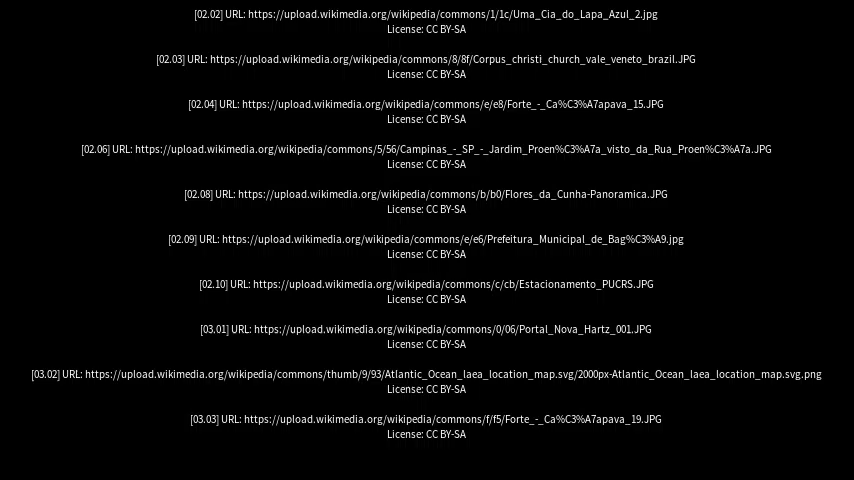 [02.02] URL: https://upload.wikimedia.org/wikipedia/commons/1/1c/Uma_Cia_do_Lapa_Azul_2.jpg
License: CC BY-SA
[02.03] URL: https://upload.wikimedia.org/wikipedia/commons/8/8f/Corpus_christi_church_vale_veneto_brazil.JPG
License: CC BY-SA
[02.04] URL: https://upload.wikimedia.org/wikipedia/commons/e/e8/Forte_-_Ca%C3%A7apava_15.JPG
License: CC BY-SA
[02.06] URL: https://upload.wikimedia.org/wikipedia/commons/5/56/Campinas_-_SP_-_Jardim_Proen%C3%A7a_visto_da_Rua_Proen%C3%A7a.JPG
License: CC BY-SA
[02.08] URL: https://upload.wikimedia.org/wikipedia/commons/b/b0/Flores_da_Cunha-Panoramica.JPG
License: CC BY-SA
[02.09] URL: https://upload.wikimedia.org/wikipedia/commons/e/e6/Prefeitura_Municipal_de_Bag%C3%A9.jpg
License: CC BY-SA
[02.10] URL: https://upload.wikimedia.org/wikipedia/commons/c/cb/Estacionamento_PUCRS.JPG
License: CC BY-SA
[03.01] URL: https://upload.wikimedia.org/wikipedia/commons/0/06/Portal_Nova_Hartz_001.JPG
License: CC BY-SA
[03.02] URL: https://upload.wikimedia.org/wikipedia/commons/thumb/9/93/Atlantic_Ocean_laea_location_map.svg/2000px-Atlantic_Ocean_laea_location_map.svg.png
License: CC BY-SA
[03.03] URL: https://upload.wikimedia.org/wikipedia/commons/f/f5/Forte_-_Ca%C3%A7apava_19.JPG
License: CC BY-SA